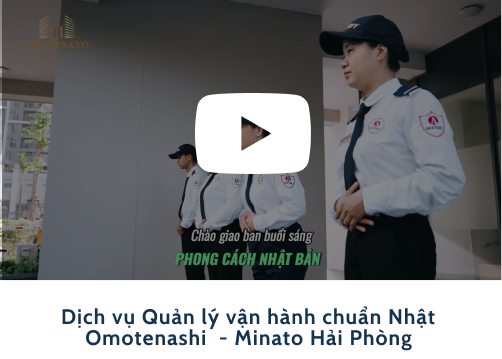 Chào giao ban buổi sáng
PHONG CÁCH NHẬT BẢN
Dịch vụ Quản lý vận hành chuẩn Nhật
Omotenashi - Minato Hải Phòng